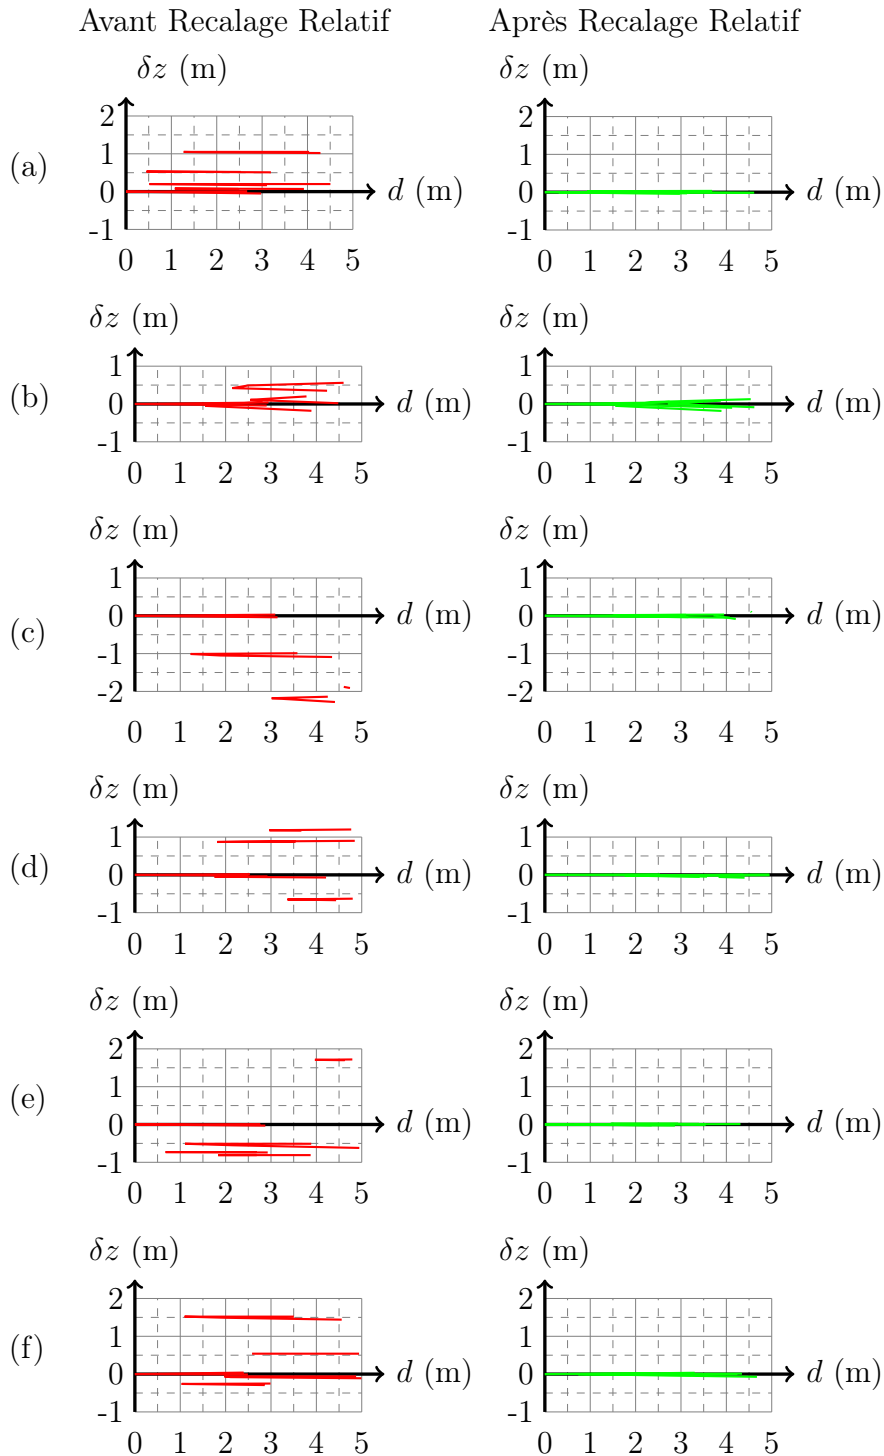 Avant Recalage Relatif
Après Recalage Relatif
δz (m)
δz (m)
(a)
2
1
0
-1
0 1 2 3 4 5
d (m)
2
1
0
-1
0 1 2 3 4 5
d (m)
δz (m)
δz (m)
(b)
1
0
-1
0 1 2 3 4 5
d (m)
1
0
-1
0 1 2 3 4 5
d (m)
δz (m)
δz (m)
(c)
1
0
-1
-2
0 1 2 3 4 5
d (m)
1
0
-1
-2
0 1 2 3 4 5
d (m)
δz (m)
δz (m)
(d)
1
0
-1
0 1 2 3 4 5
d (m)
1
0
-1
0 1 2 3 4 5
d (m)
δz (m)
δz (m)
(e)
2
1
0
-1
0 1 2 3 4 5
d (m)
2
1
0
-1
0 1 2 3 4 5
d (m)
δz (m)
δz (m)
(f)
2
1
0
-1
0 1 2 3 4 5
d (m)
2
1
0
-1
0 1 2 3 4 5
d (m)